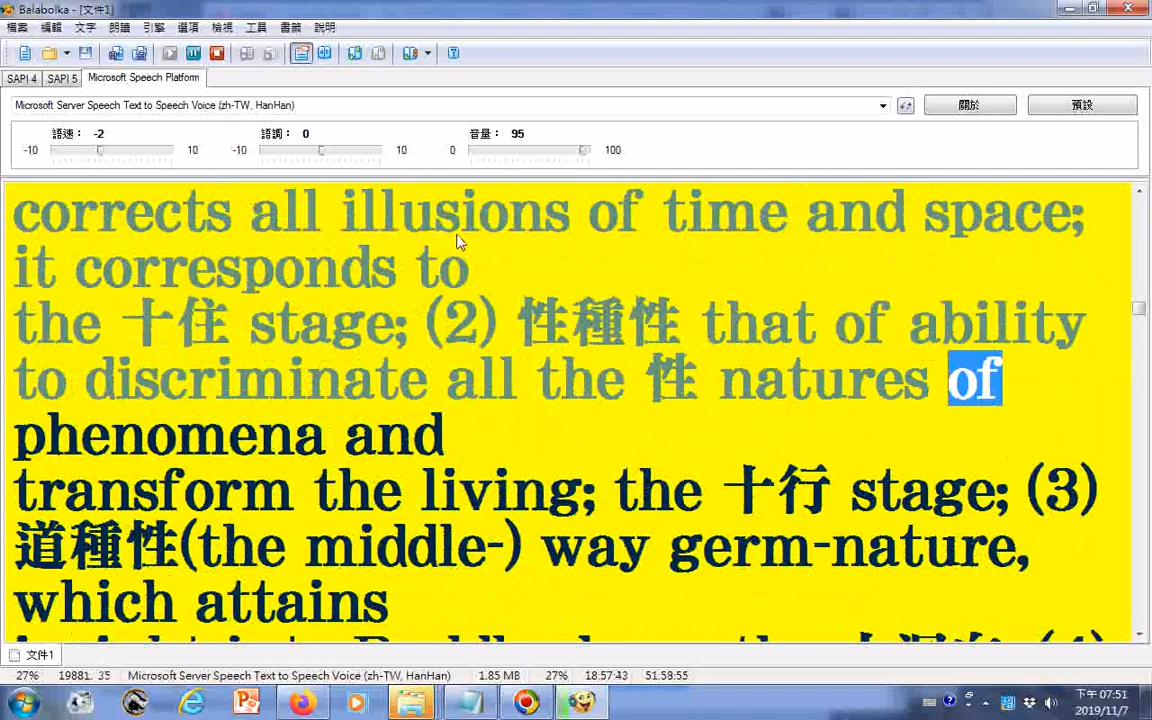 Balabolka - [文件1]
檔案 編輯 文字 朗讀 引擎 選項 檢視 工具 書籤 說明
SAPI 4 SAPI 5 Microsoft Speech Platform
Microsoft Server Speech Text to Speech Voice (zh-TW, HanHan) 關於 預設
語速： -2 語調： 0 音量： 95
-10 10 -10 10 0 100
corrects all illusions of time and space;
it corresponds to
the 十住 stage; (2) 性種性 that of ability
to discriminate all the 性 natures of
phenomena and
transform the living; the 十行 stage; (3)
道種性(the middle-) way germ-nature,
which attains
文件1
27% 19881. 35 Microsoft Server Speech Text to Speech Voice (zh-TW, HanHan) 1.85 MB 27% 18:57:43 51:58:55
下午 07:51
2019/11/7